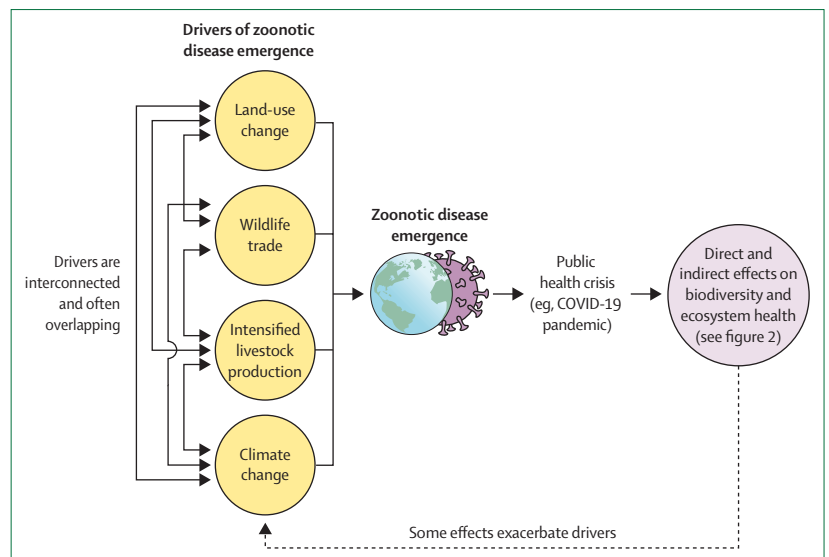 Drivers of zoonotic
disease emergence
Land-use
change
Wildlife
trade
Drivers are
interconnected
and often
overlapping
Intensified
livestock
production
Climate
change
Zoonotic disease
emergence
Public
health crisis
(eg, COVID-19
pandemic)
Direct and
indirect effects on
biodiversity and
ecosystem health
(see figure 2)
Some effects exacerbate drivers